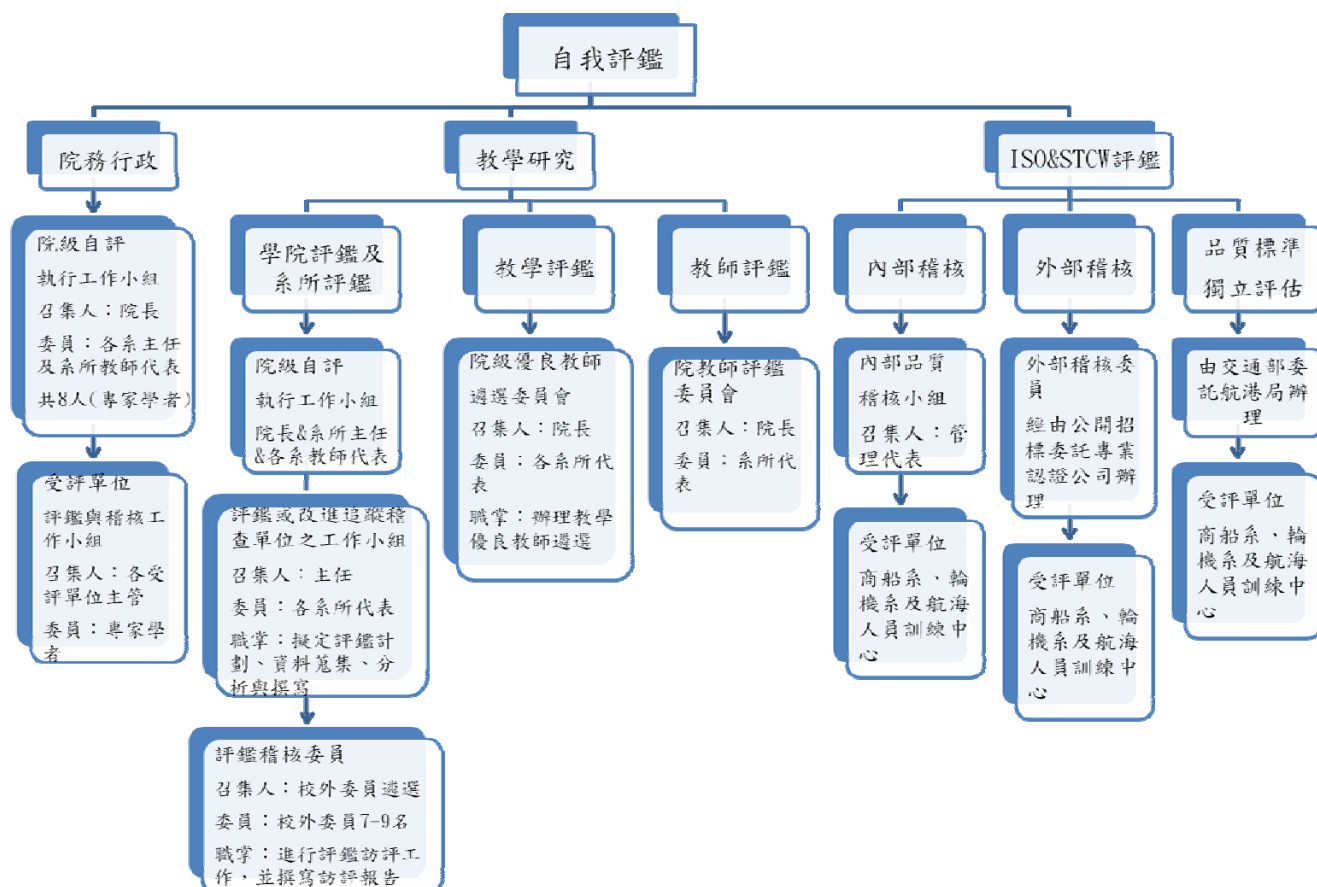 自我評鑑
院務行政
教學研究
ISO&STCW評鑑
院級自評
執行工作小組
召集人：院長
委員：各系主任
及系所教師代表
共8人(專家學者)
受評單位
評鑑與稽核工
作小組
召集人：各受
評單位主管
委員：專家學
者
學院評鑑及
系所評鑑
院級自評
執行工作小組
院長&系所主任
&各系教師代表
評鑑或改進追蹤稽
查單位之工作小組
召集人：主任
委員：各系所代表
職掌：擬定評鑑計
劃、資料蒐集、分
析與撰寫
評鑑稽核委員
召集人：校外委員遴選
委員：校外委員7-9名
職掌：進行評鑑訪評工
作，並撰寫訪評報告
教學評鑑
院級優良教師
遴選委員會
召集人：院長
委員：各系所代
表
職掌：辦理教學
優良教師遴選
教師評鑑
院教師評鑑
委員會
召集人：院長
委員：系所代
表
內部稽核
內部品質
稽核小組
召集人：管
理代表
受評單位
商船系、輪
機系及航海
人員訓練中
心
外部稽核
外部稽核委
員
經由公開招
標委託專業
認證公司辦
理
受評單位
商船系、輪
機系及航海
人員訓練中
心
品質標準
獨立評估
由交通部委
託航港局辦
理
受評單位
商船系、輪
機系及航海
人員訓練中
心